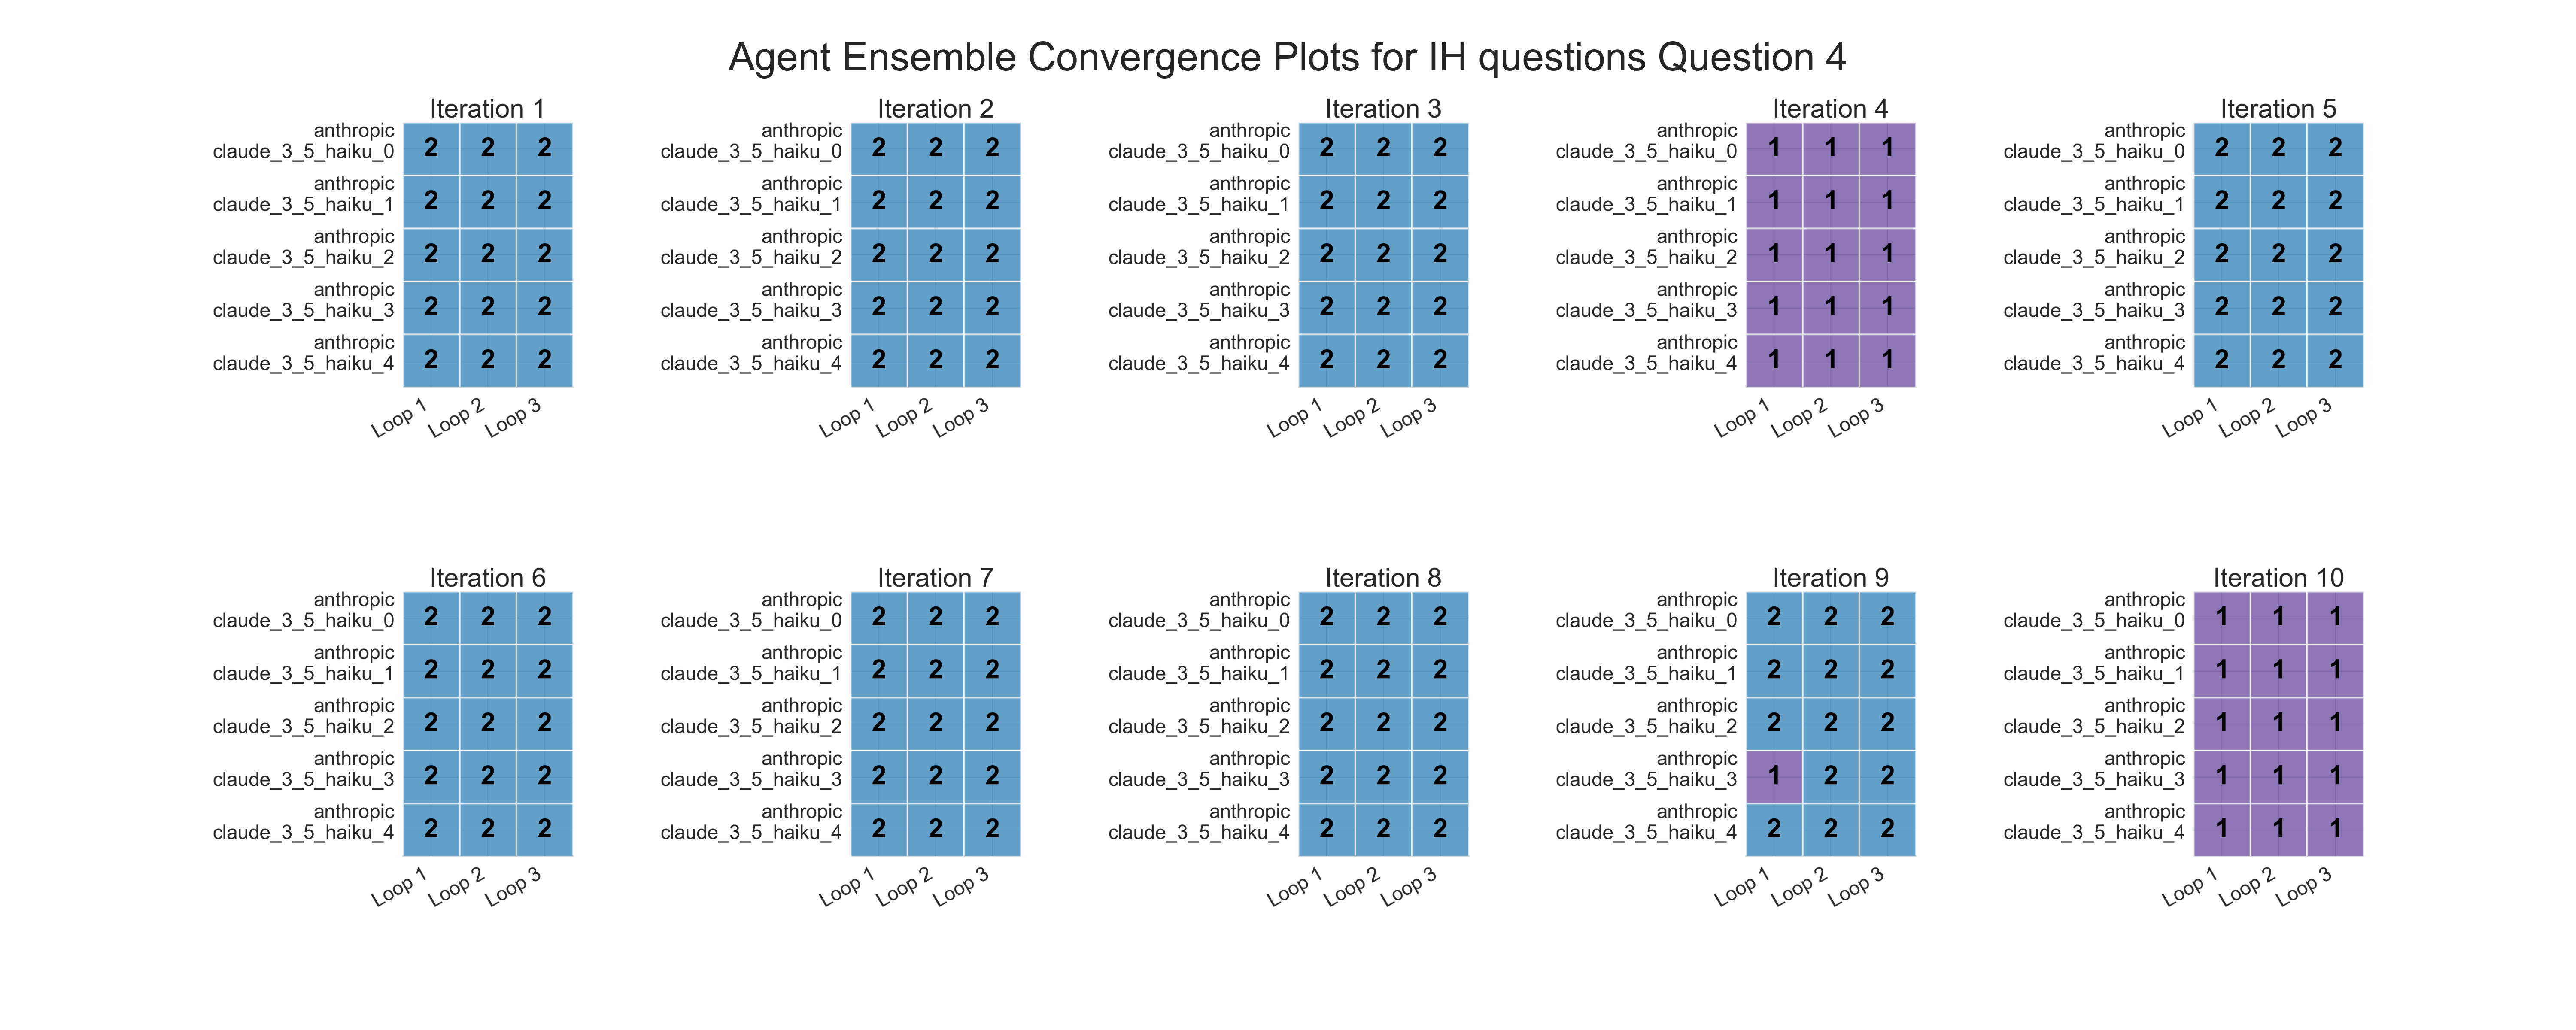 Agent Ensemble Convergence Plots for IH questions Question 4
Iteration 1
anthropic
claude_3_5_haiku_0
2 2 2
anthropic
claude_3_5_haiku_1
2 2 2
anthropic
claude_3_5_haiku_2
2 2 2
anthropic
claude_3_5_haiku_3
2 2 2
anthropic
claude_3_5_haiku_4
2 2 2
Loop 1 Loop 2 Loop 3
Iteration 2
anthropic
claude_3_5_haiku_0
2 2 2
anthropic
claude_3_5_haiku_1
2 2 2
anthropic
claude_3_5_haiku_2
2 2 2
anthropic
claude_3_5_haiku_3
2 2 2
anthropic
claude_3_5_haiku_4
2 2 2
Loop 1 Loop 2 Loop 3
Iteration 3
anthropic
claude_3_5_haiku_0
2 2 2
anthropic
claude_3_5_haiku_1
2 2 2
anthropic
claude_3_5_haiku_2
2 2 2
anthropic
claude_3_5_haiku_3
2 2 2
anthropic
claude_3_5_haiku_4
2 2 2
Loop 1 Loop 2 Loop 3
Iteration 4
anthropic
claude_3_5_haiku_0
1 1 1
anthropic
claude_3_5_haiku_1
1 1 1
anthropic
claude_3_5_haiku_2
1 1 1
anthropic
claude_3_5_haiku_3
1 1 1
anthropic
claude_3_5_haiku_4
1 1 1
Loop 1 Loop 2 Loop 3
Iteration 5
anthropic
claude_3_5_haiku_0
2 2 2
anthropic
claude_3_5_haiku_1
2 2 2
anthropic
claude_3_5_haiku_2
2 2 2
anthropic
claude_3_5_haiku_3
2 2 2
anthropic
claude_3_5_haiku_4
2 2 2
Loop 1 Loop 2 Loop 3
Iteration 6
anthropic
claude_3_5_haiku_0
2 2 2
anthropic
claude_3_5_haiku_1
2 2 2
anthropic
claude_3_5_haiku_2
2 2 2
anthropic
claude_3_5_haiku_3
2 2 2
anthropic
claude_3_5_haiku_4
2 2 2
Loop 1 Loop 2 Loop 3
Iteration 7
anthropic
claude_3_5_haiku_0
2 2 2
anthropic
claude_3_5_haiku_1
2 2 2
anthropic
claude_3_5_haiku_2
2 2 2
anthropic
claude_3_5_haiku_3
2 2 2
anthropic
claude_3_5_haiku_4
2 2 2
Loop 1 Loop 2 Loop 3
Iteration 8
anthropic
claude_3_5_haiku_0
2 2 2
anthropic
claude_3_5_haiku_1
2 2 2
anthropic
claude_3_5_haiku_2
2 2 2
anthropic
claude_3_5_haiku_3
2 2 2
anthropic
claude_3_5_haiku_4
2 2 2
Loop 1 Loop 2 Loop 3
Iteration 9
anthropic
claude_3_5_haiku_0
2 2 2
anthropic
claude_3_5_haiku_1
2 2 2
anthropic
claude_3_5_haiku_2
2 2 2
anthropic
claude_3_5_haiku_3
1 2 2
anthropic
claude_3_5_haiku_4
2 2 2
Loop 1 Loop 2 Loop 3
Iteration 10
anthropic
claude_3_5_haiku_0
1 1 1
anthropic
claude_3_5_haiku_1
1 1 1
anthropic
claude_3_5_haiku_2
1 1 1
anthropic
claude_3_5_haiku_3
1 1 1
anthropic
claude_3_5_haiku_4
1 1 1
Loop 1 Loop 2 Loop 3